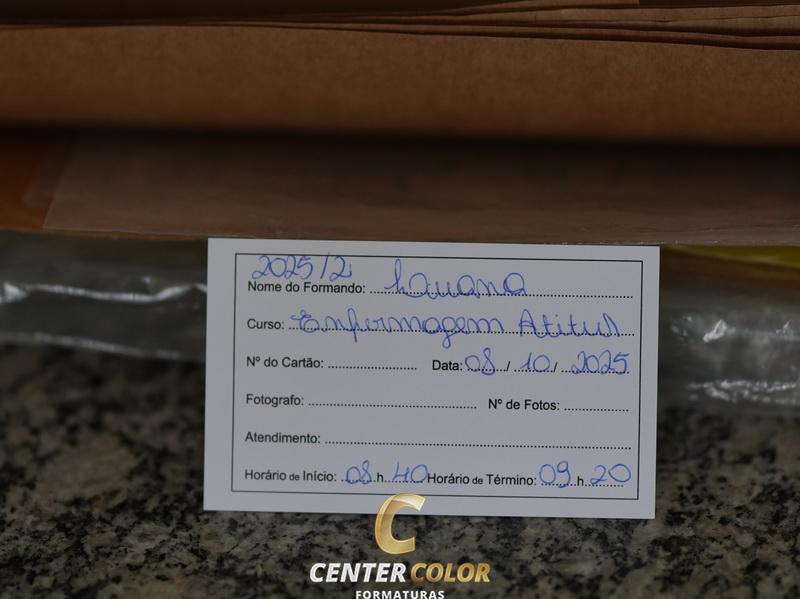 2025/2
Nome do Formando: Lauana
Curso: Enfermagem Atitus
Nº do Cartão: Data: 08/10/2025
Fotografo: Nº de Fotos:
Atendimento:
Horário de Início: 08 h 40 Horário de Término: 09 h 20
C
CENTER COLOR
FORMATURAS